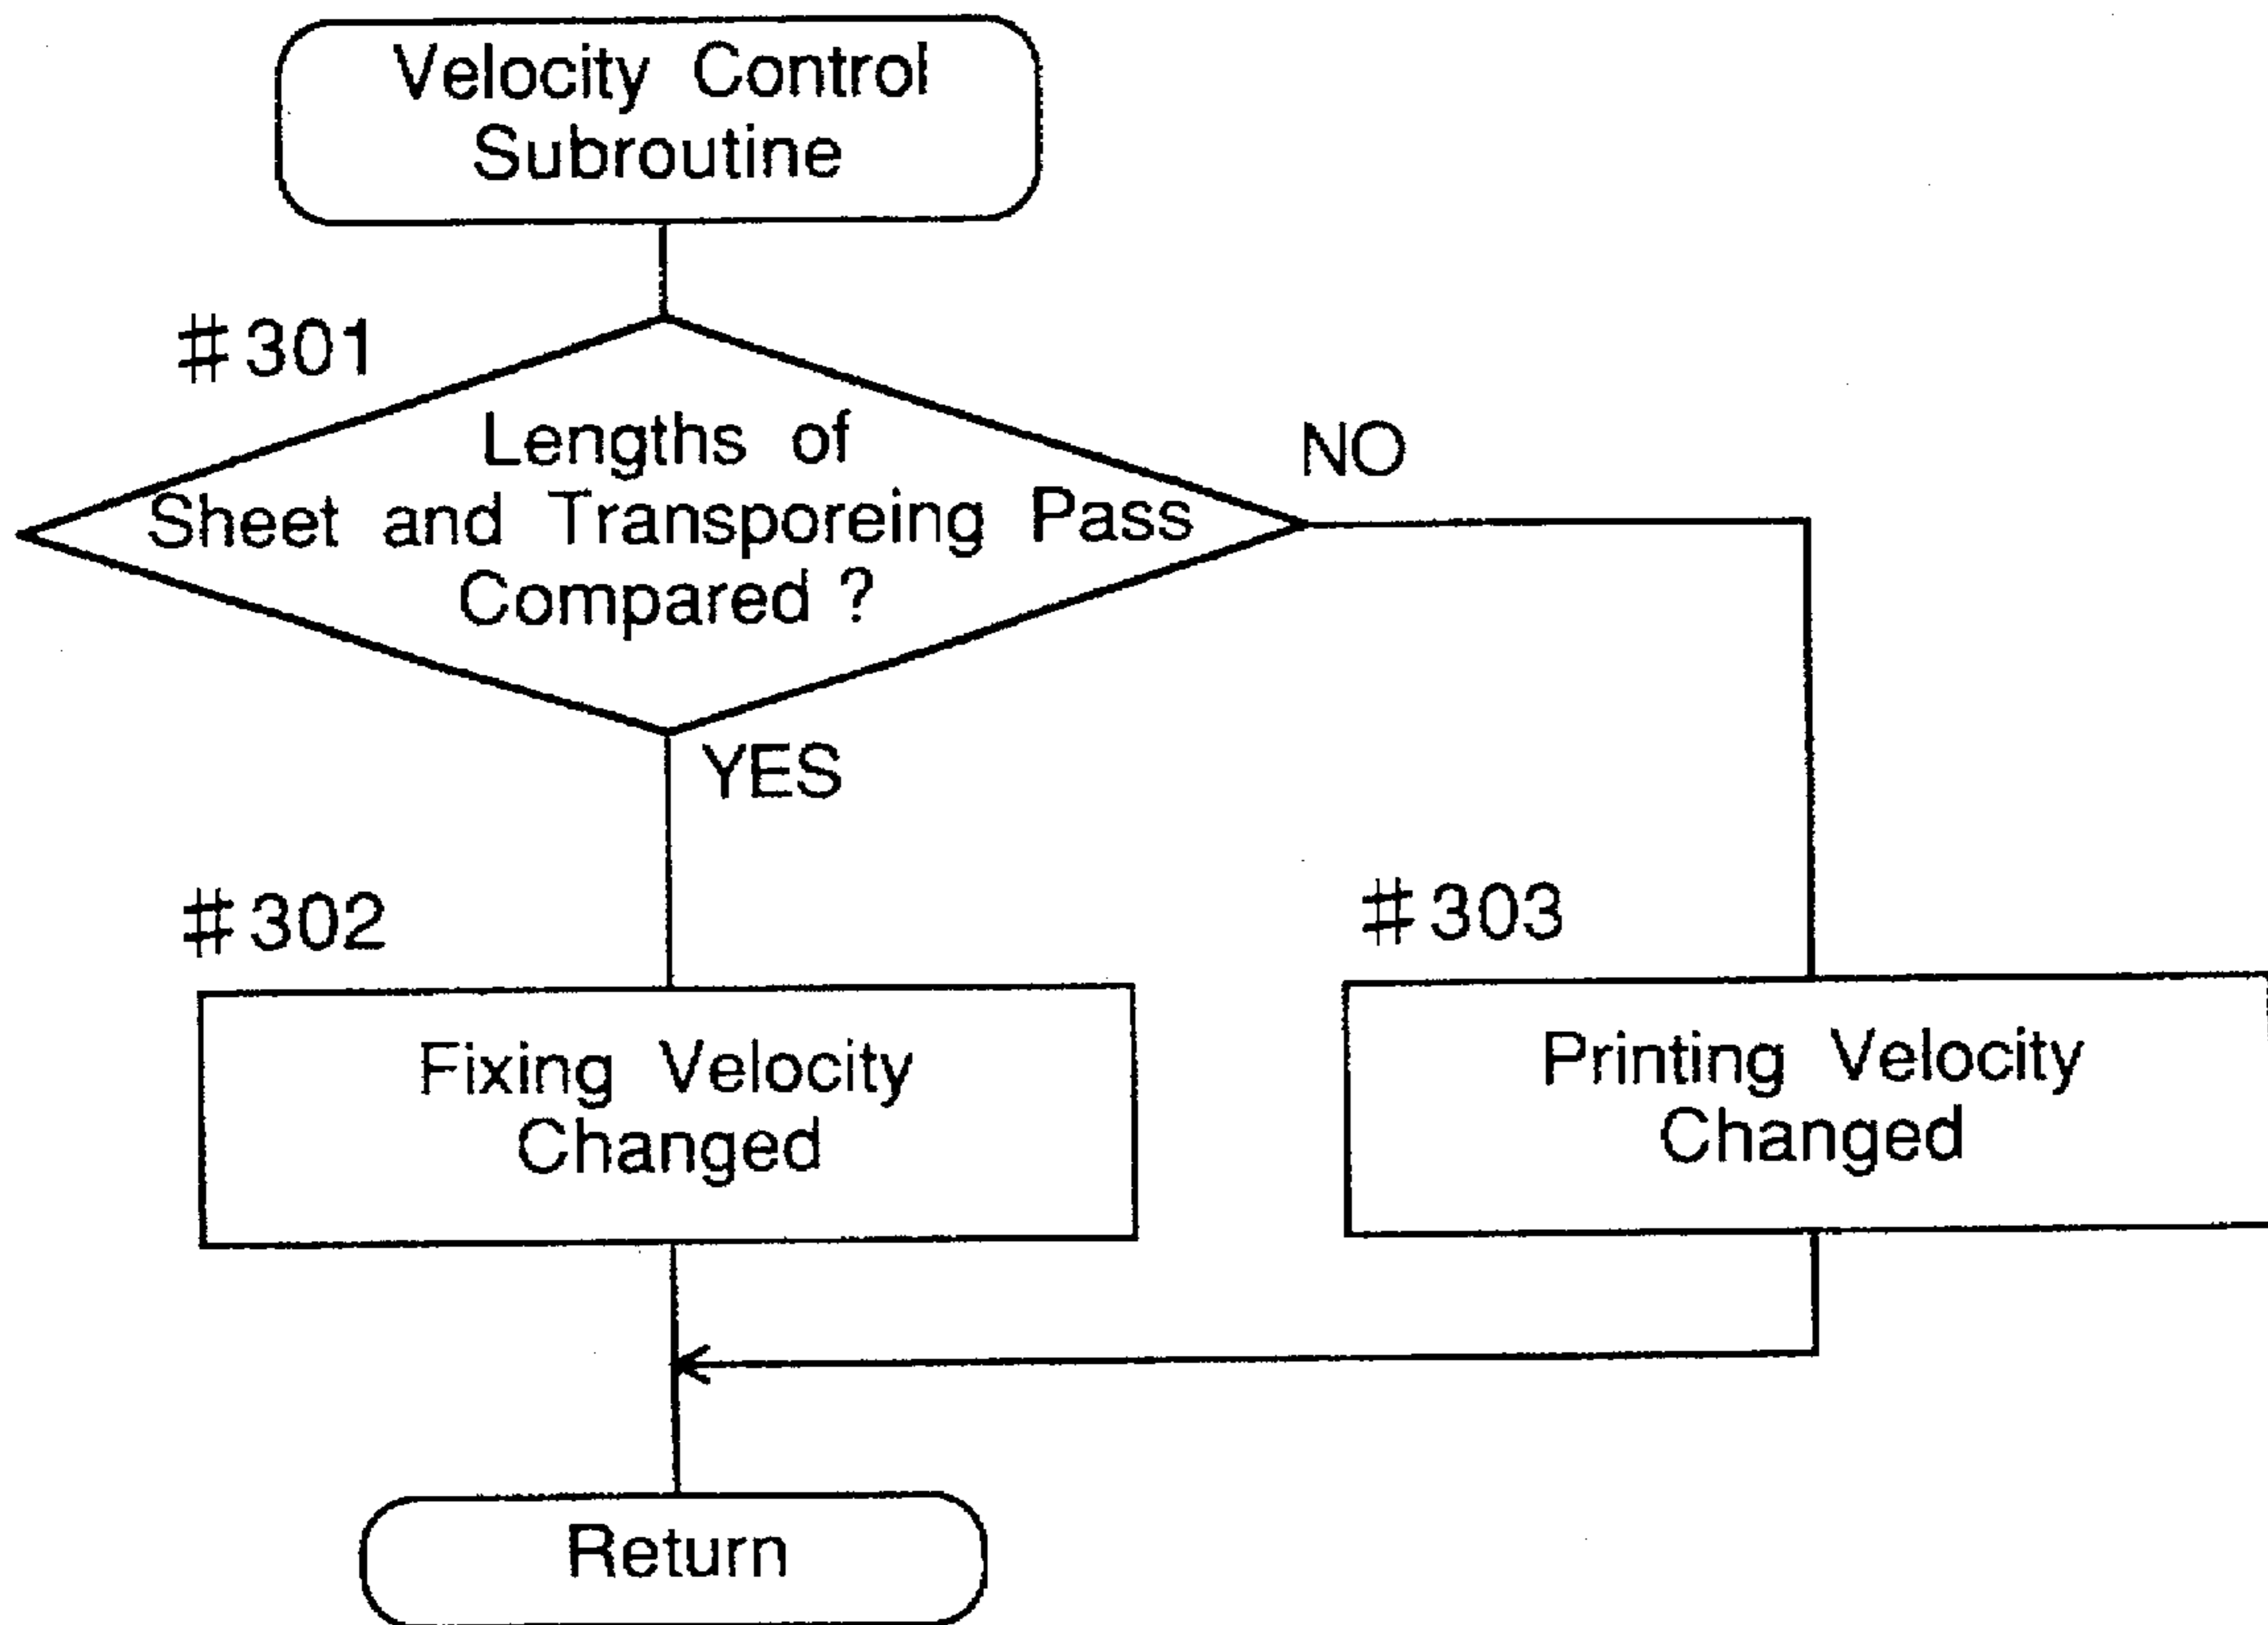 Velocity Control
Subroutine
#301
Lengths of
Sheet and Transporeing Pass
Compared ?
NO
YES
#302
Fixing Velocity
Changed
#303
Printing Velocity
Changed
Return